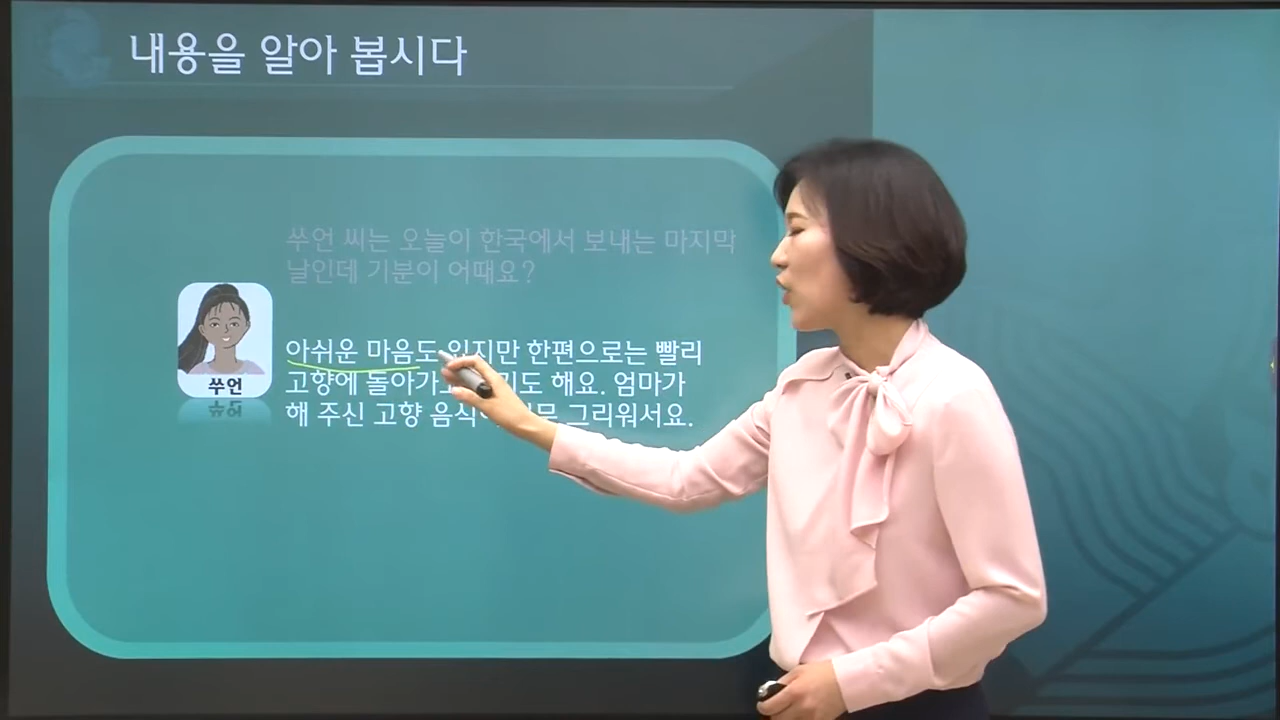 내용을 알아 봅시다
쑤언 씨는 오늘이 한국에서 보내는 마지막
날인데 기분이 어때요?
아쉬운 마음도 있지만 한편으로는 빨리
고향에 돌아가고 해요. 엄마가
해 주신 고향 음식이 그리워서요.
쑤언